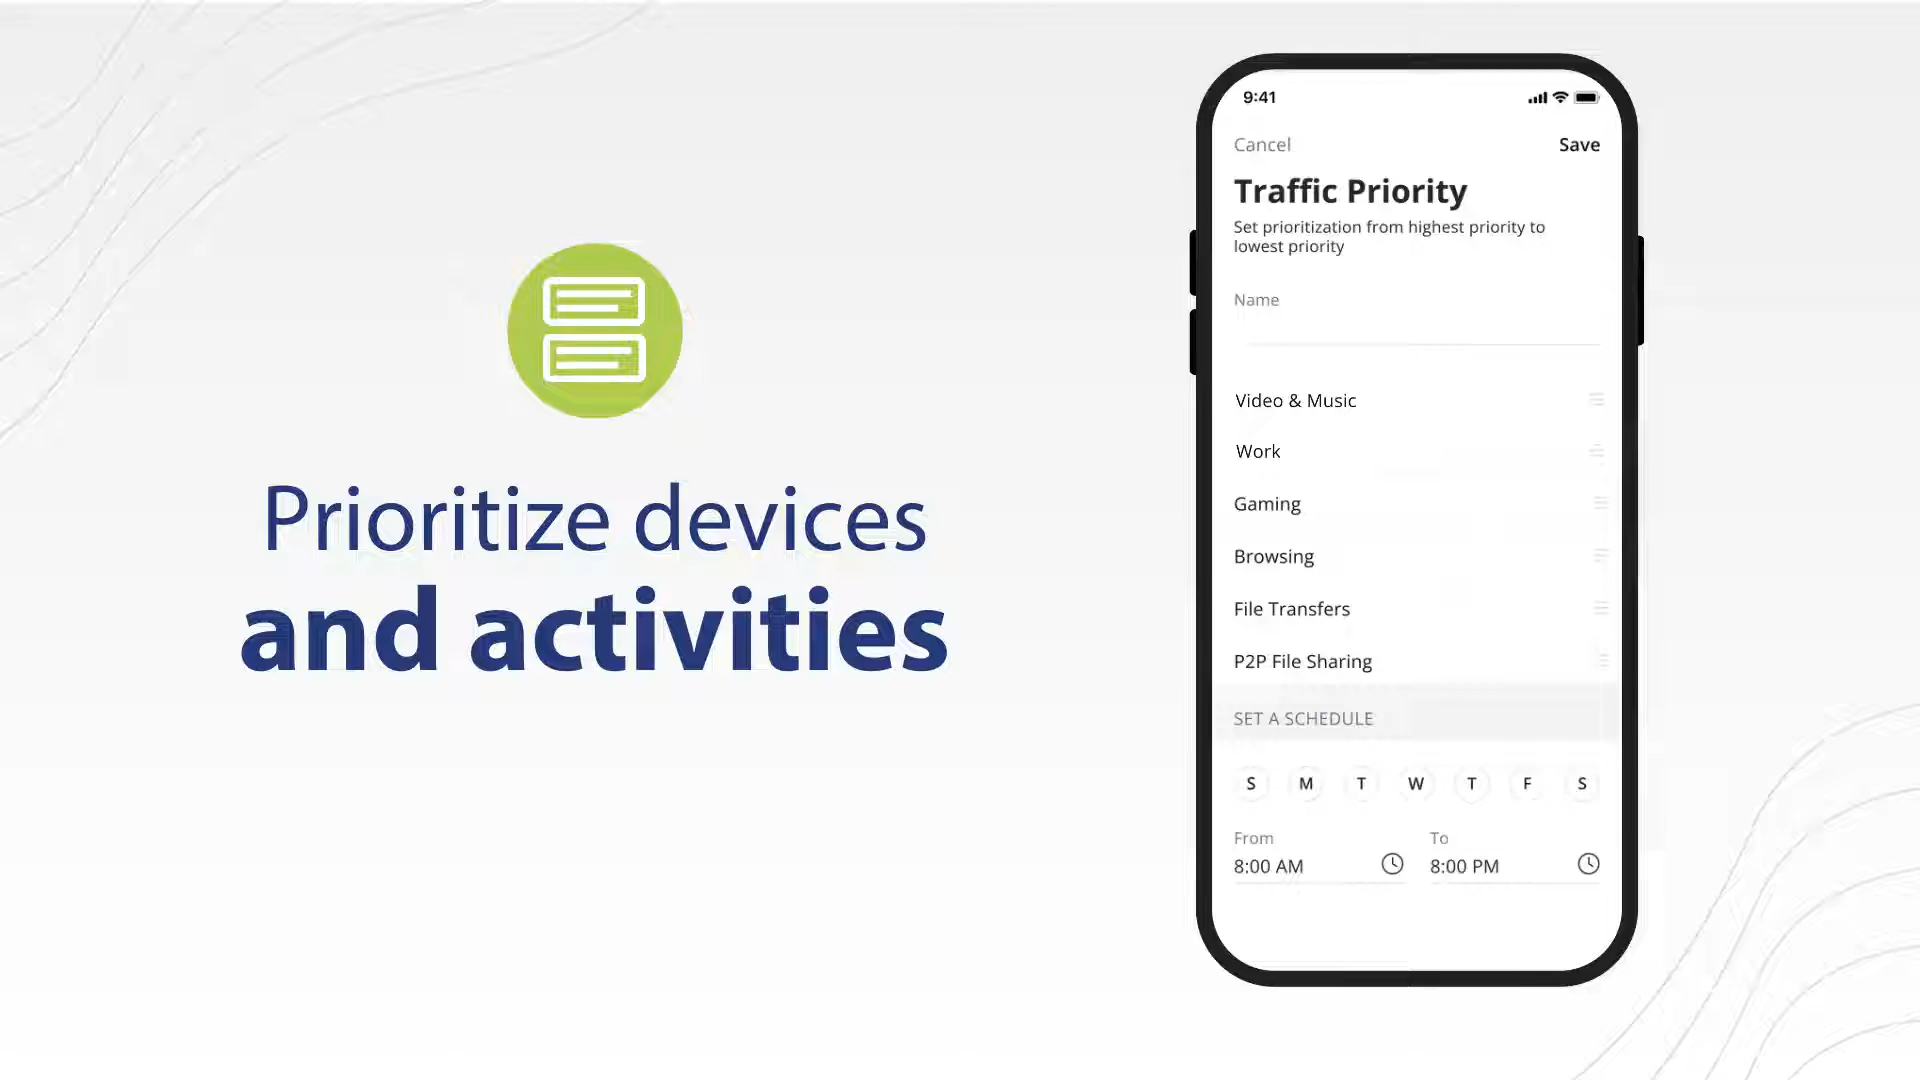 Prioritize devices
and activities
9:41
Cancel Save
Traffic Priority
Set prioritization from highest priority to
lowest priority
Name
Video & Music
Work
Gaming
Browsing
File Transfers
P2P File Sharing
SET A SCHEDULE
S M T W T F S
From To
8:00 AM 8:00 PM